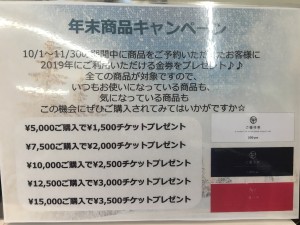 年末商品キャンペーン
10/1～11/30の期間中に商品をご予約いただいたお客様に
2019年にご利用いただける金券をプレゼント♪♪
全ての商品が対象ですので、
いつもお使いになっている商品も、
気になっている商品も
この機会にぜひご購入されてみてはいかがですか☆
¥5,000ご購入で¥1,500チケットプレゼント
¥7,500ご購入で¥2,000チケットプレゼント
¥10,000ご購入で¥2,500チケットプレゼント
¥12,500ご購入で¥3,000チケットプレゼント
¥15,000ご購入で¥3,500チケットプレゼント